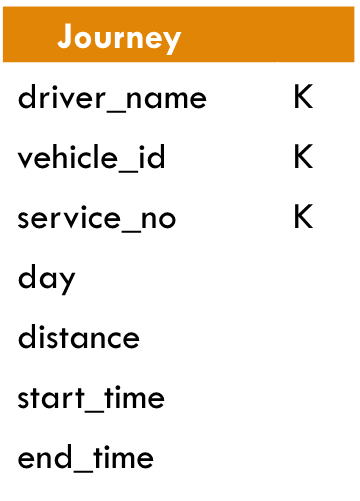 Journey
driver_name K
vehicle_id K
service_no K
day
distance
start_time
end_time